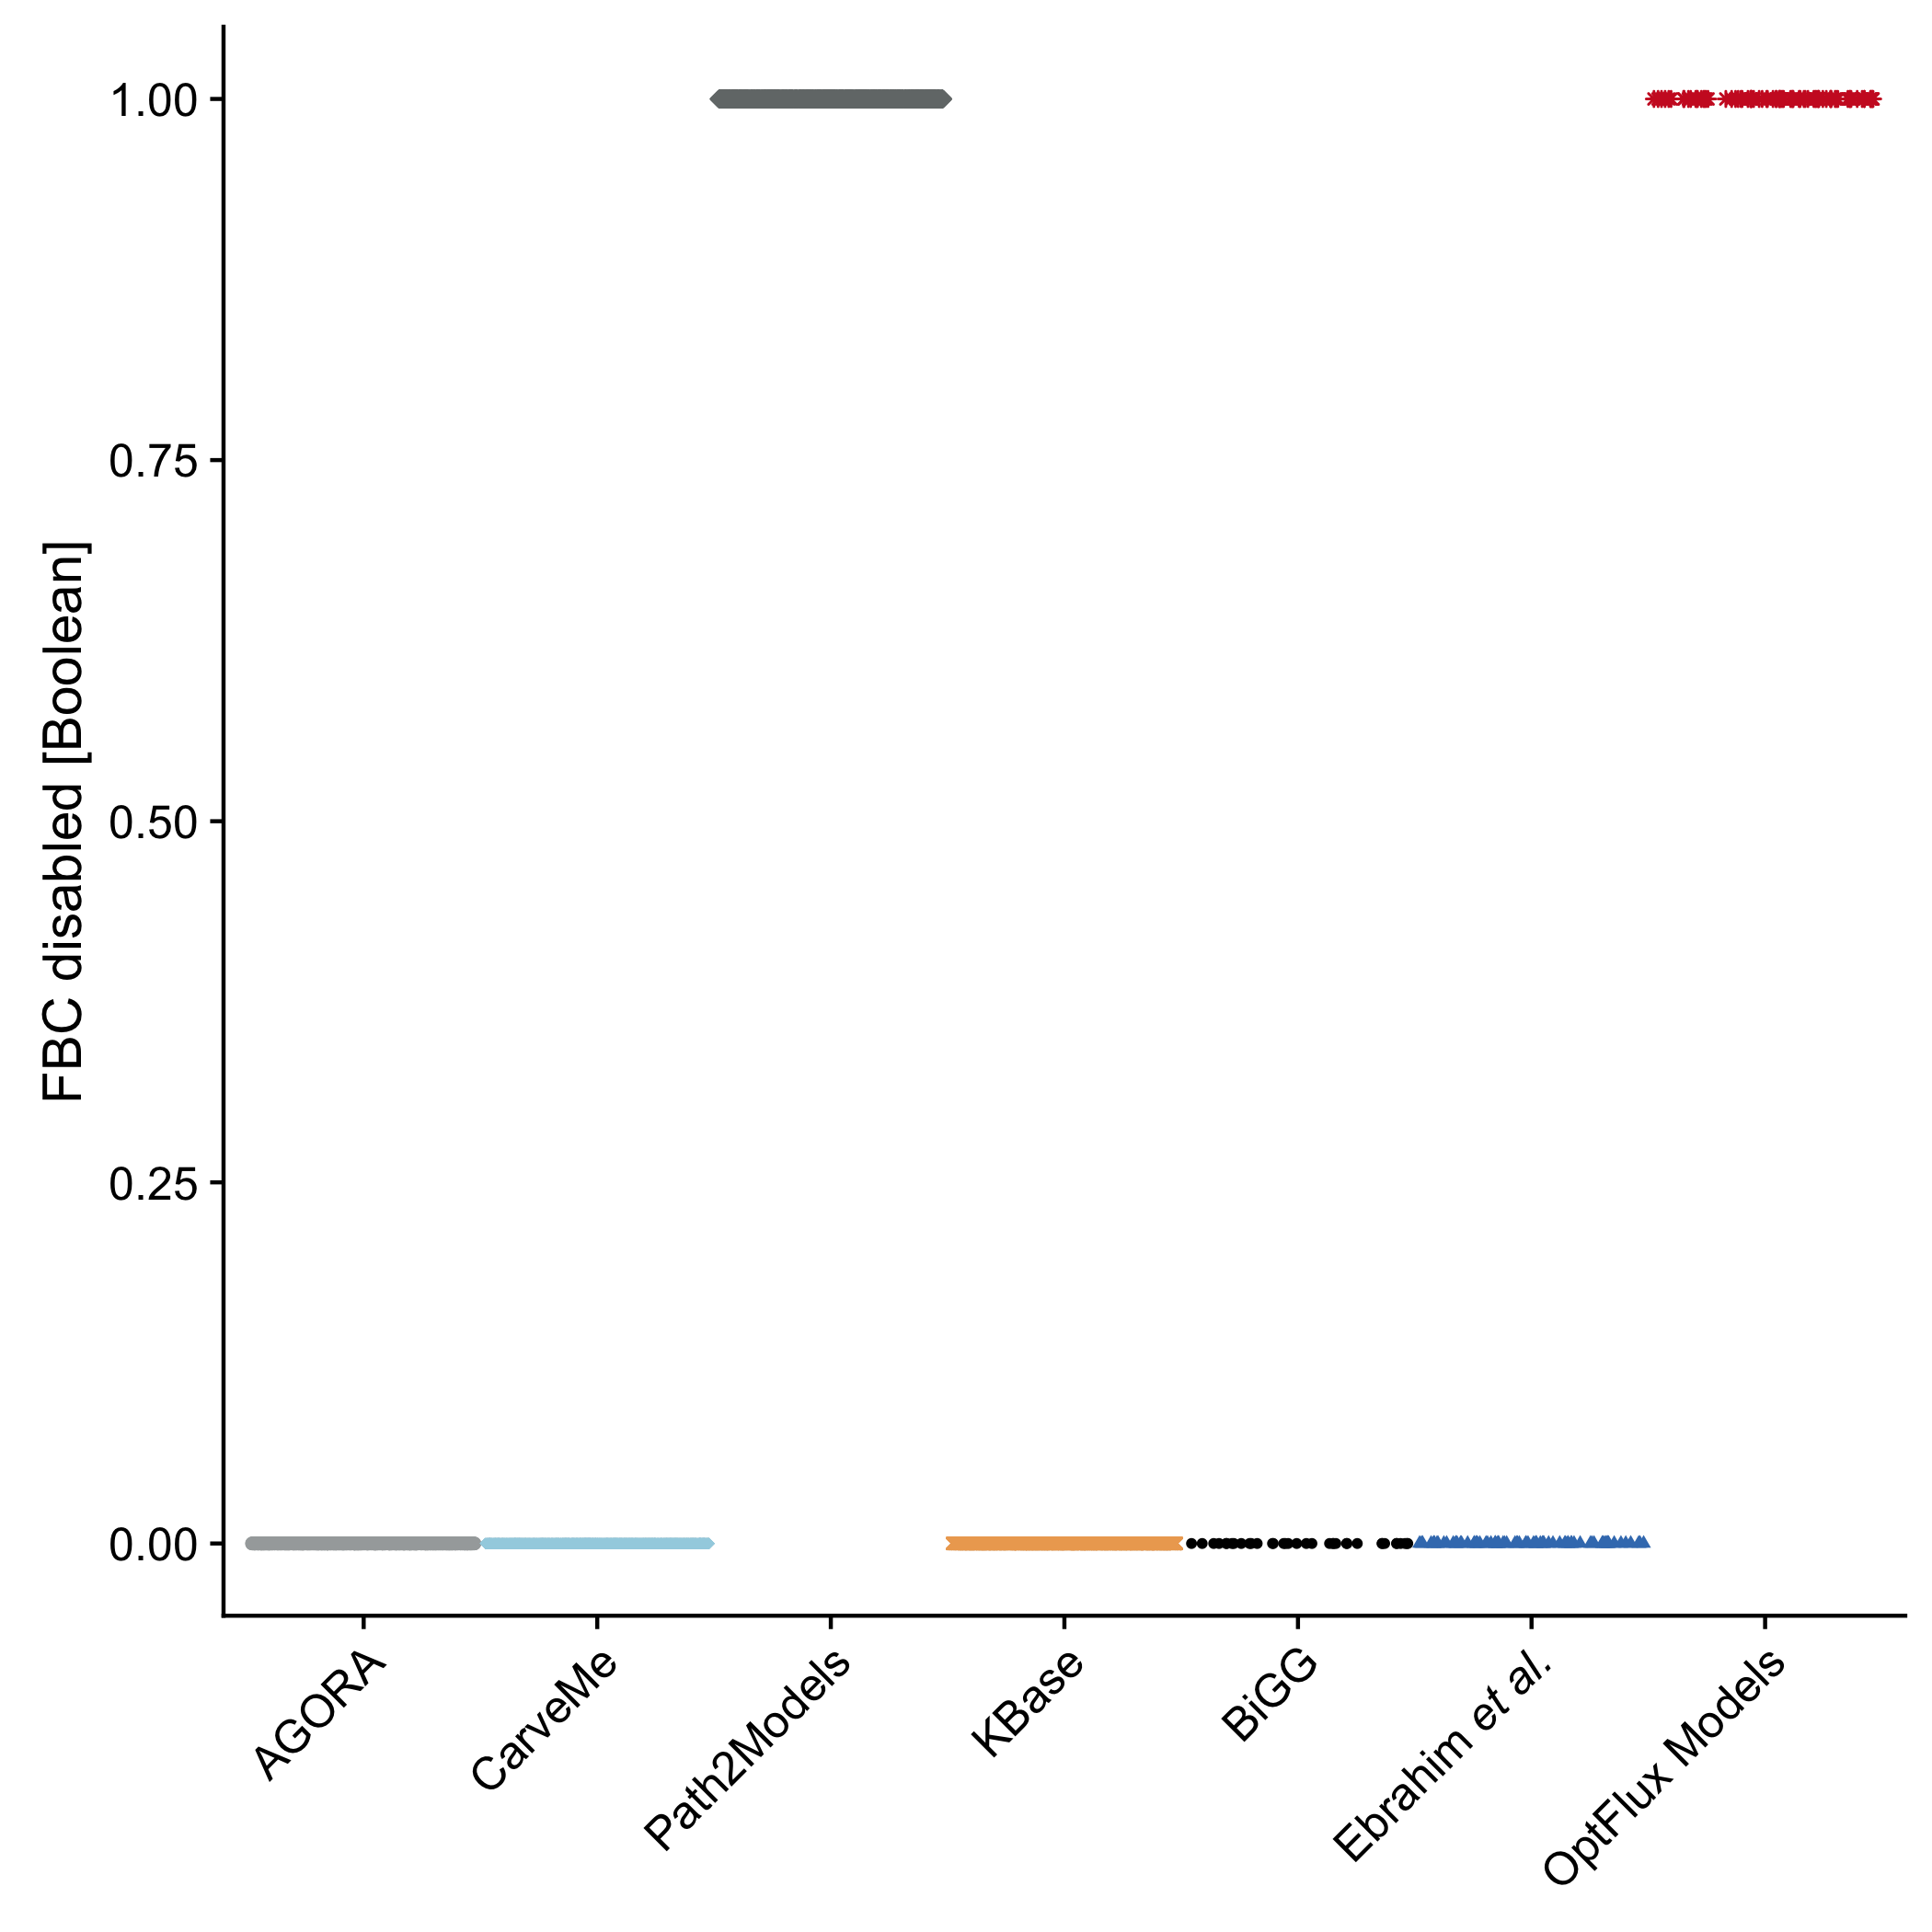 FBC disabled [Boolean]
1.00
0.75
0.50
0.25
0.00
AGORA
CarveMe
Path2Models
KBase
BiGG
Ebrahim et al.
OptFlux Models